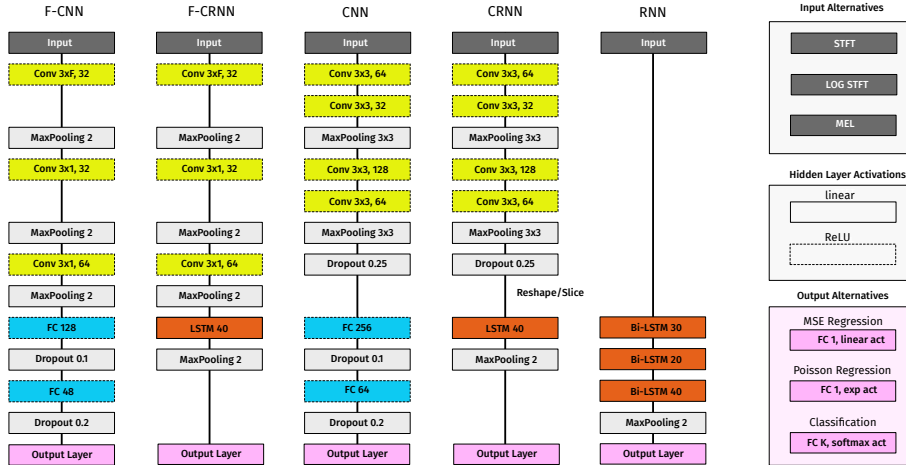 F-CNN
Input
Conv 3xF, 32
MaxPooling 2
Conv 3x1, 32
MaxPooling 2
Conv 3x1, 64
MaxPooling 2
FC 128
Dropout 0.1
FC 48
Dropout 0.2
Output Layer
F-CRNN
Input
Conv 3xF, 32
MaxPooling 2
Conv 3x1, 32
MaxPooling 2
Conv 3x1, 64
MaxPooling 2
LSTM 40
MaxPooling 2
Output Layer
CNN
Input
Conv 3x3, 64
Conv 3x3, 32
MaxPooling 3x3
Conv 3x3, 128
Conv 3x3, 64
MaxPooling 3x3
Dropout 0.25
FC 256
Dropout 0.1
FC 64
Dropout 0.2
Output Layer
CRNN
Input
Conv 3x3, 64
Conv 3x3, 32
MaxPooling 3x3
Conv 3x3, 128
Conv 3x3, 64
MaxPooling 3x3
Dropout 0.25
Reshape/Slice
LSTM 40
MaxPooling 2
Output Layer
RNN
Input
Bi-LSTM 30
Bi-LSTM 20
Bi-LSTM 40
MaxPooling 2
Output Layer
Input Alternatives
STFT
LOG STFT
MEL
Hidden Layer Activations
linear
ReLU
Output Alternatives
MSE Regression
FC 1, linear act
Poisson Regression
FC 1, exp act
Classification
FC K, softmax act